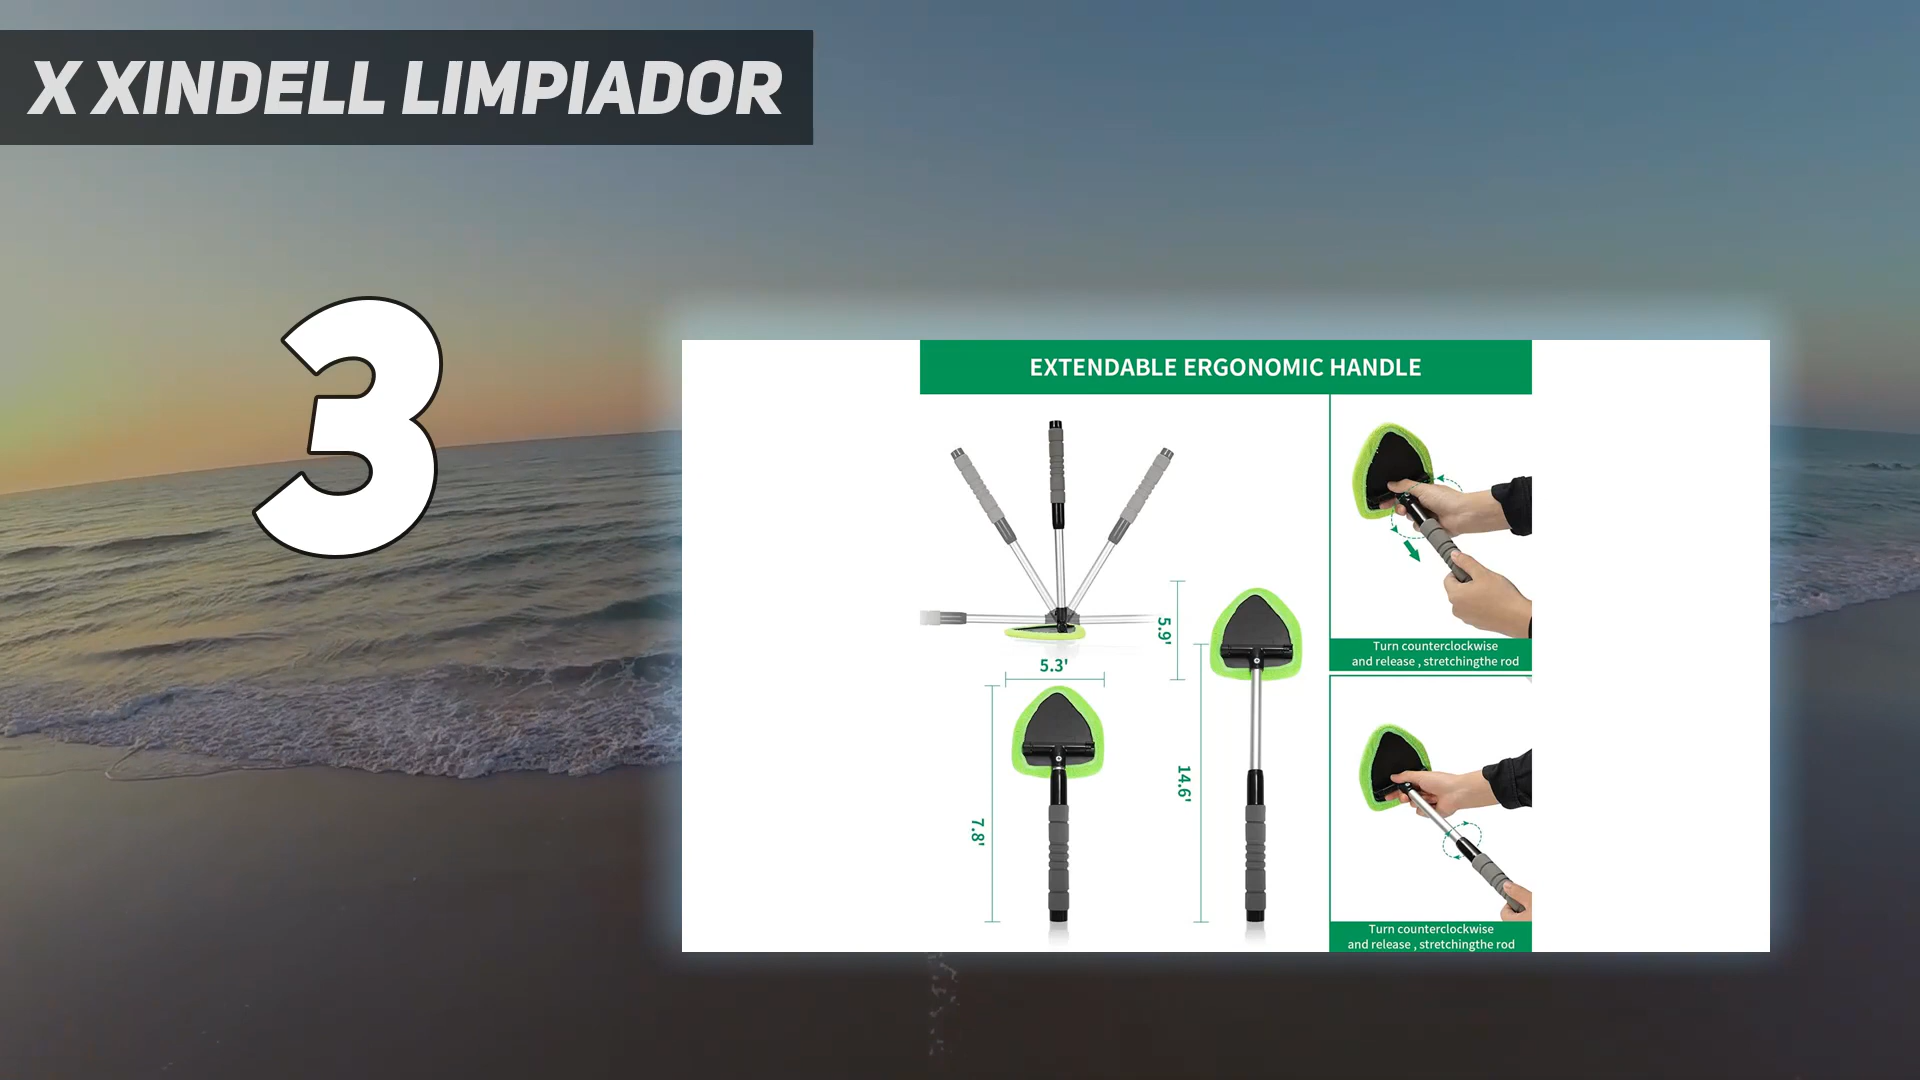 X XINDELL LIMPIADOR
3
EXTENDABLE ERGONOMIC HANDLE
5.9'
5.3'
14.6'
7.8'
Turn counterclockwise
and release , stretchingthe rod
Turn counterclockwise
and release , stretchingthe rod